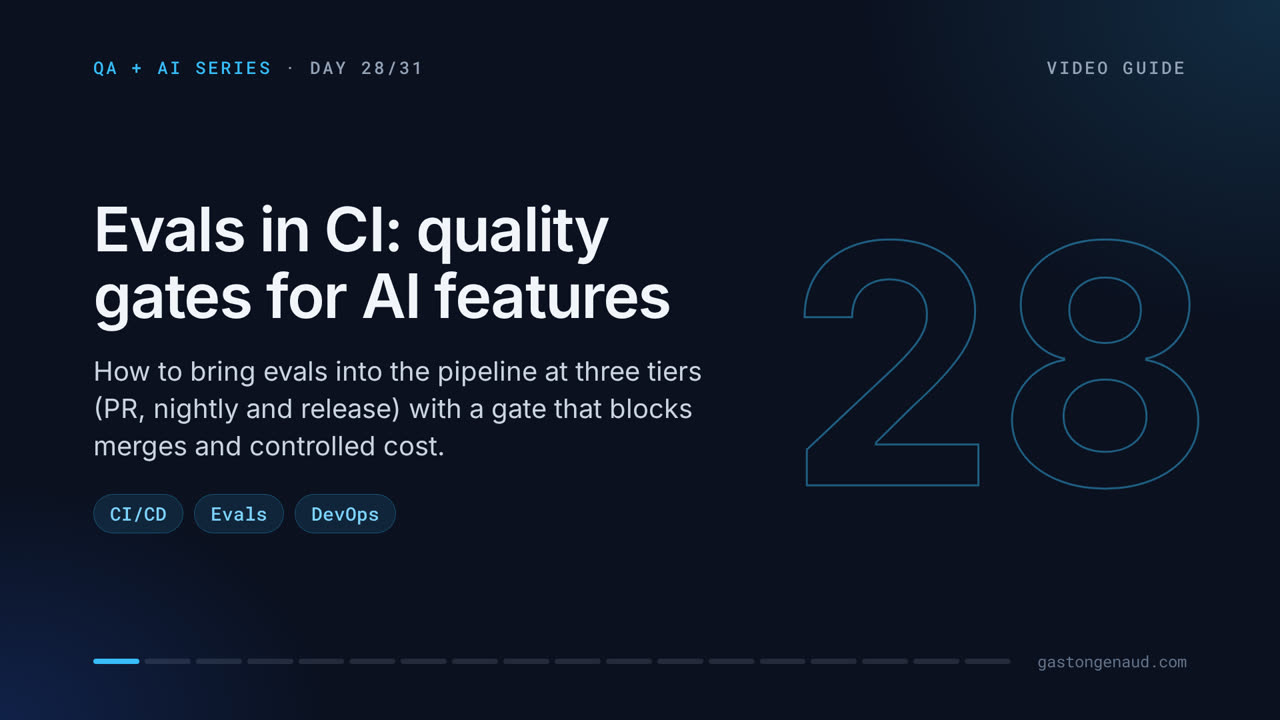 QA + AI SERIES · DAY 28/31
VIDEO GUIDE
Evals in CI: quality
gates for AI features
How to bring evals into the pipeline at three tiers
(PR, nightly and release) with a gate that blocks
merges and controlled cost.
CI/CD
Evals
DevOps
28
gastongenaud.com